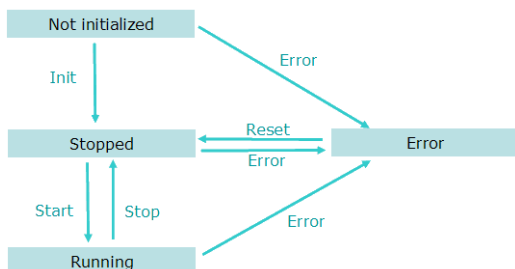 Not initialized
Error
Init
Reset
Stopped
Error
Error
Start
Stop
Error
Running